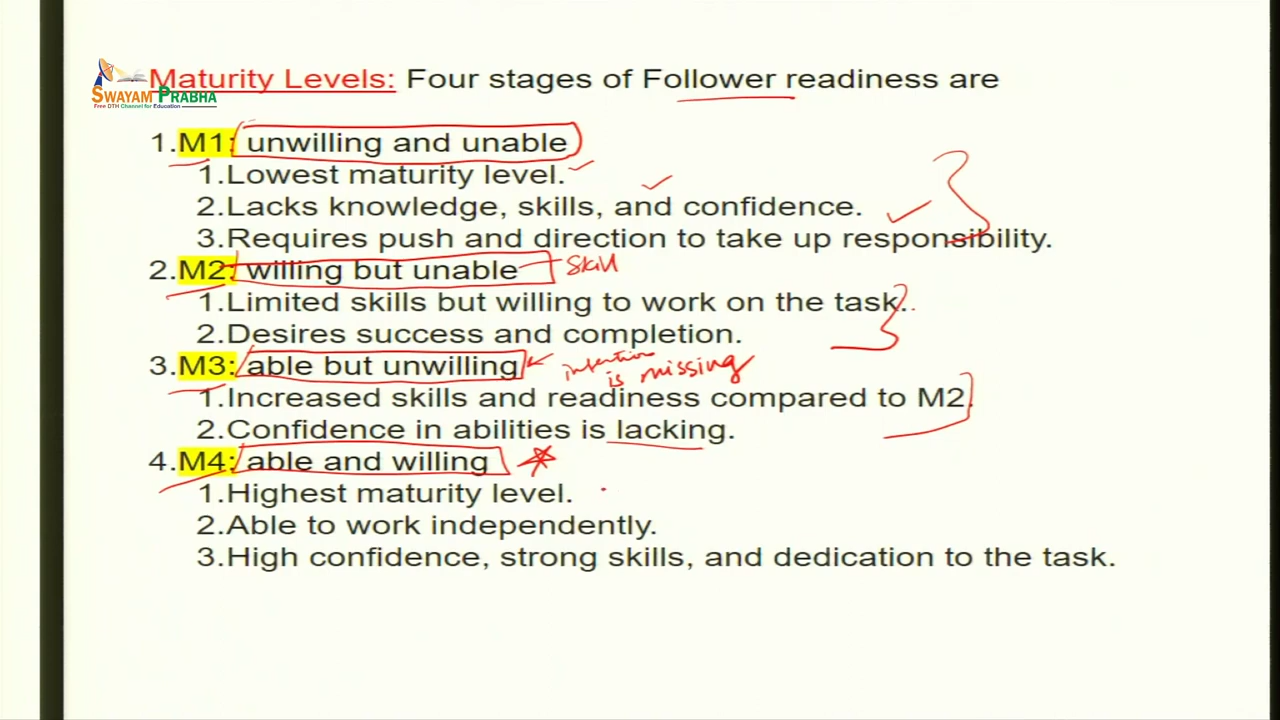 Maturity Levels: Four stages of Follower readiness are
SWAYAM PRABHA
Free DTH Channel for Education
1.M1: unwilling and unable
1.Lowest maturity level.
2.Lacks knowledge, skills, and confidence.
3.Requires push and direction to take up responsibility.
2.M2: willing but unable skill
1.Limited skills but willing to work on the task.
2.Desires success and completion.
3.M3: able but unwilling intention is missing
1.Increased skills and readiness compared to M2.
2.Confidence in abilities is lacking.
4.M4: able and willing
1.Highest maturity level.
2.Able to work independently.
3.High confidence, strong skills, and dedication to the task.